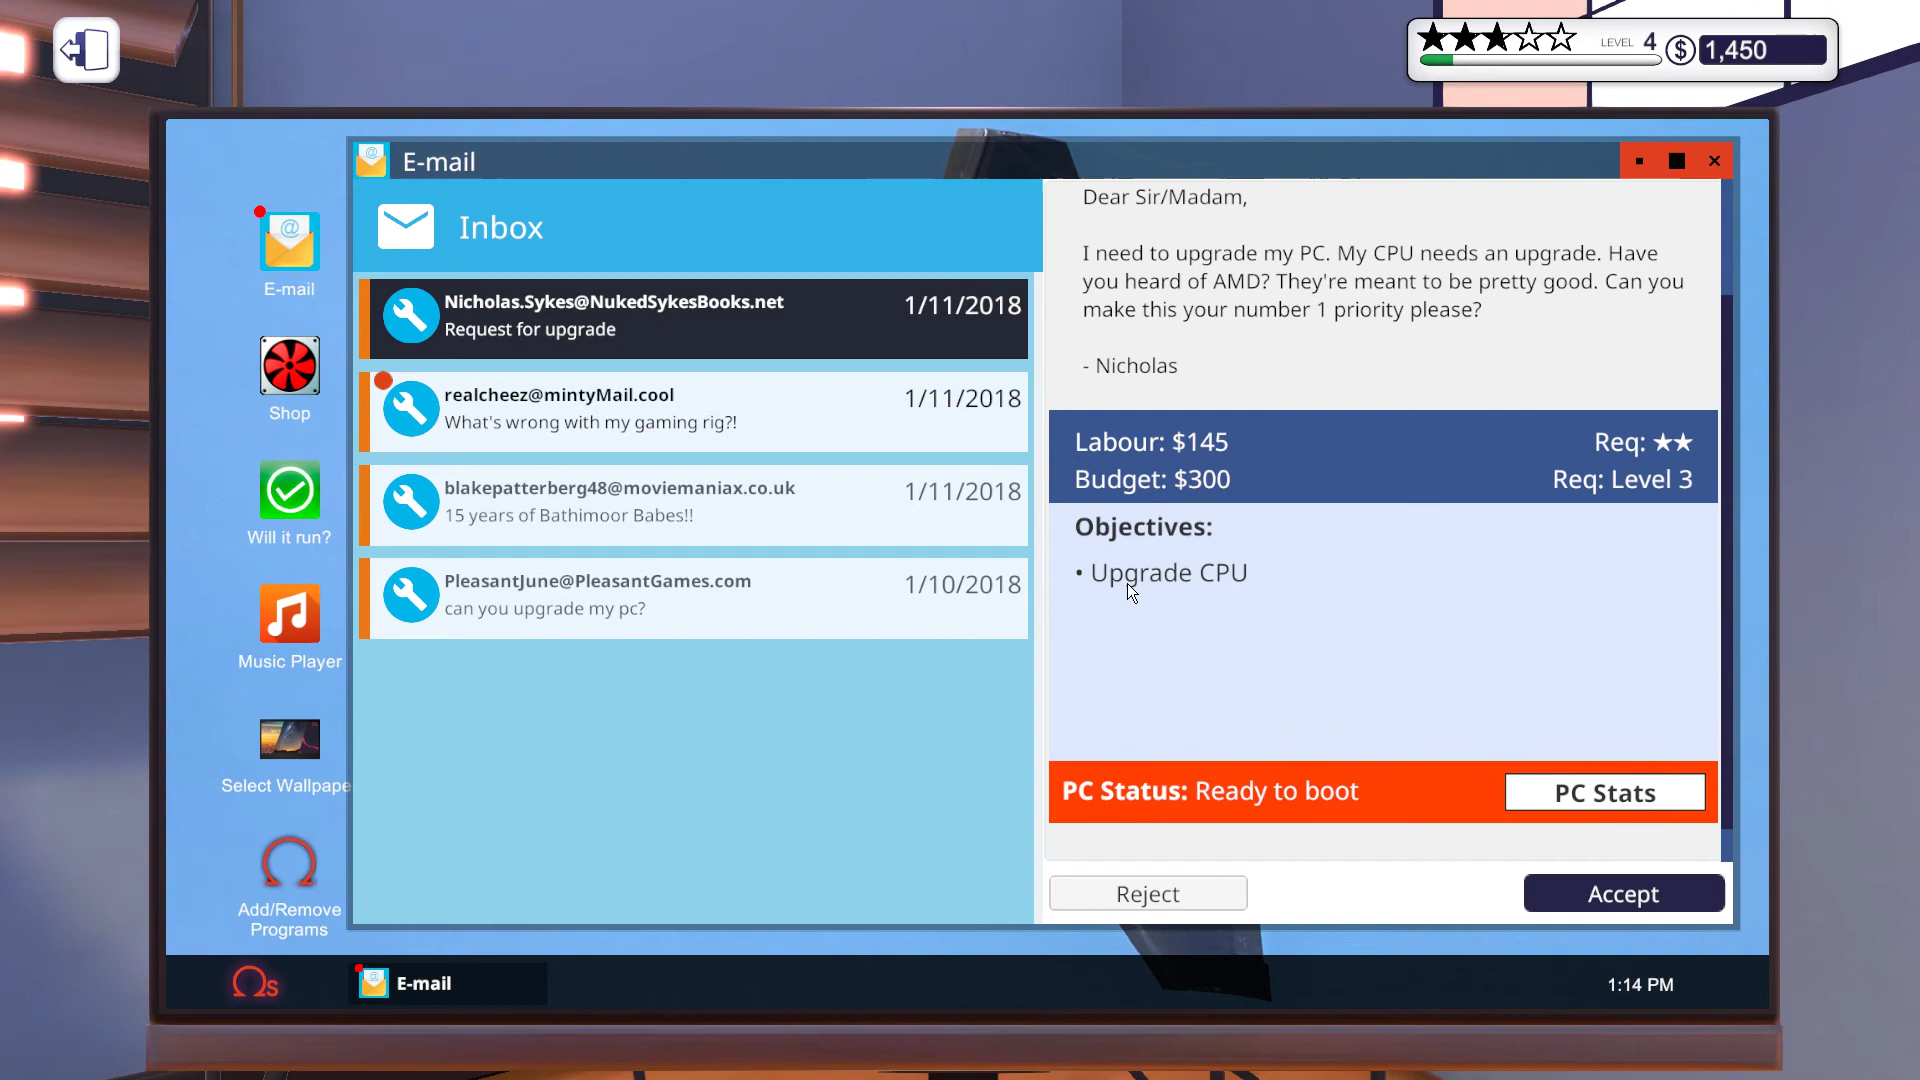 LEVEL 4
$ 1,450
E-mail
Inbox
Nicholas.Sykes@NukedSykesBooks.net
1/11/2018
Request for upgrade
realcheez@mintyMail.cool
1/11/2018
What's wrong with my gaming rig?!
blakepatterberg48@moviemaniax.co.uk
1/11/2018
15 years of Bathimoor Babes!!
PleasantJune@PleasantGames.com
1/10/2018
can you upgrade my pc?
Dear Sir/Madam,
I need to upgrade my PC. My CPU needs an upgrade. Have
you heard of AMD? They're meant to be pretty good. Can you
make this your number 1 priority please?
- Nicholas
Labour: $145
Req: ★★
Budget: $300
Req: Level 3
Objectives:
• Upgrade CPU
PC Status: Ready to boot
PC Stats
Reject
Accept
E-mail
Shop
Will it run?
Music Player
Select Wallpape
Add/Remove
Programs
Ωs
E-mail
1:14 PM